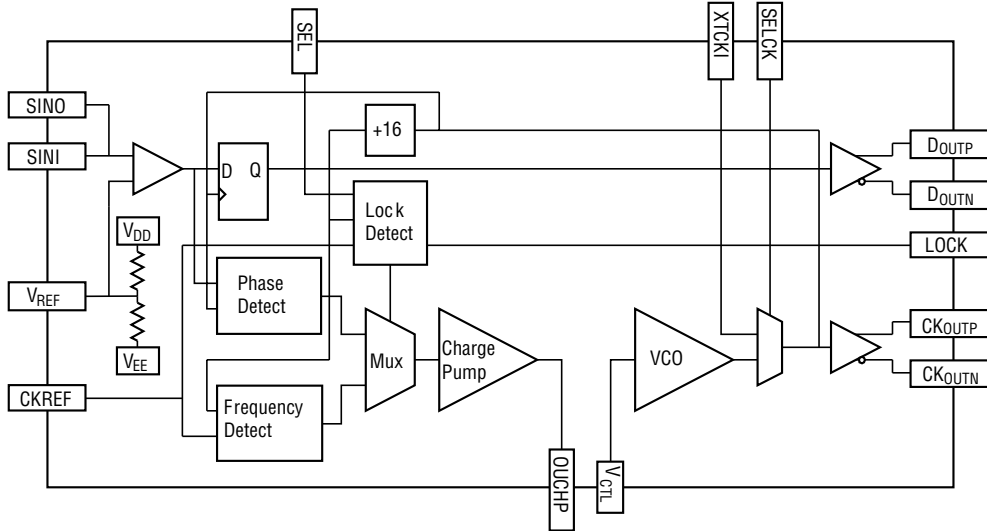 SEL
XTCKI
SELCK
SINO
SINI
+16
D Q
DOUTP
DOUTN
Lock
Detect
LOCK
VDD
VREF
VEE
Phase
Detect
Mux
Charge
Pump
VCO
CKOUTP
CKOUTN
CKREF
Frequency
Detect
OUCHP
VCTL